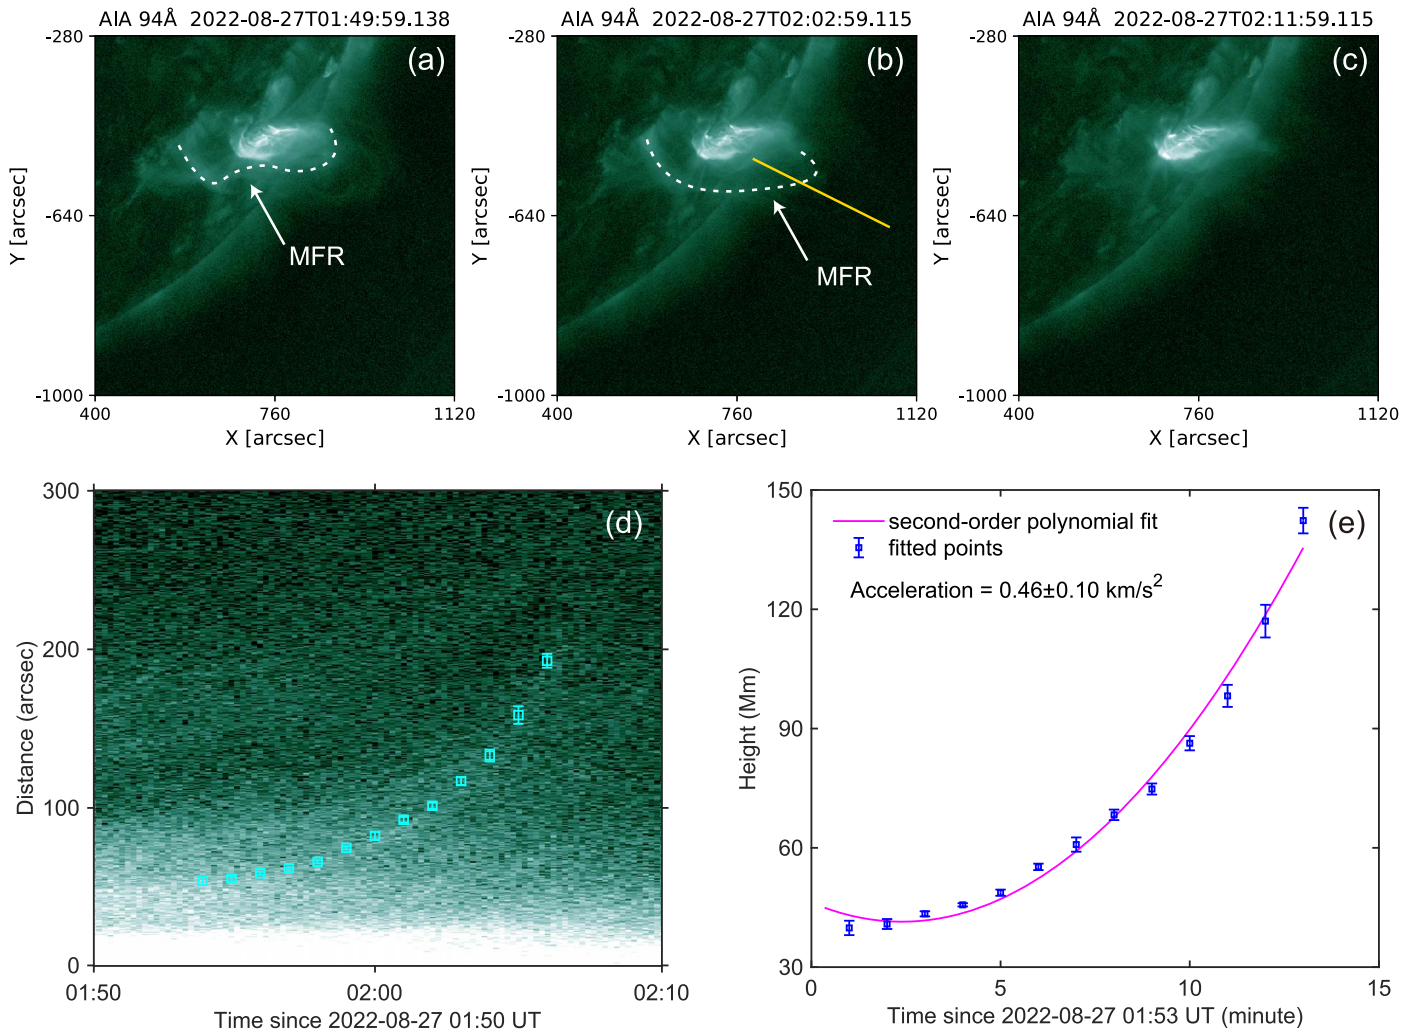 AIA 94Å 2022-08-27T01:49:59.138
-280
-640
-1000
400
760
1120
X [arcsec]
Y [arcsec]
(a)
MFR
AIA 94Å 2022-08-27T02:02:59.115
-280
-640
-1000
400
760
1120
X [arcsec]
Y [arcsec]
(b)
MFR
AIA 94Å 2022-08-27T02:11:59.115
-280
-640
-1000
400
760
1120
X [arcsec]
Y [arcsec]
(c)
300
200
100
0
Distance (arcsec)
(d)
01:50
02:00
02:10
Time since 2022-08-27 01:50 UT
150
120
90
60
30
Height (Mm)
(e)
second-order polynomial fit
fitted points
Acceleration = 0.46±0.10 km/s²
0
5
10
15
Time since 2022-08-27 01:53 UT (minute)